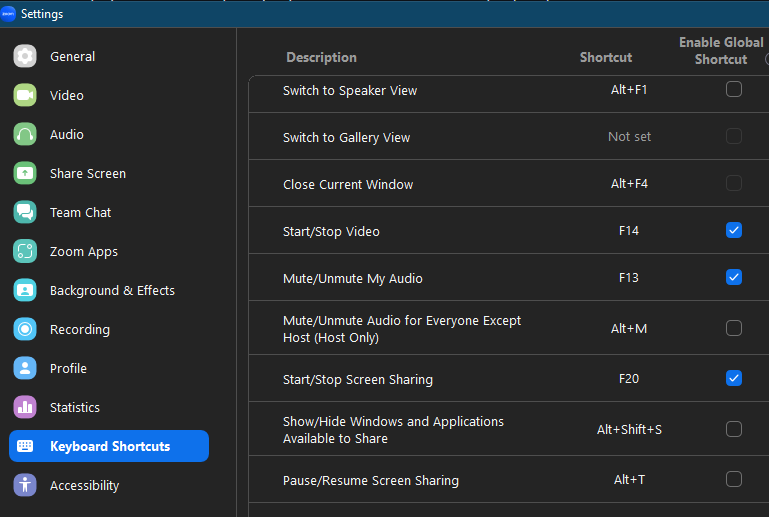 Settings
General
Video
Audio
Share Screen
Team Chat
Zoom Apps
Background & Effects
Recording
Profile
Statistics
Keyboard Shortcuts
Accessibility
Description Shortcut Enable Global
Shortcut
Switch to Speaker View Alt+F1
Switch to Gallery View Not set
Close Current Window Alt+F4
Start/Stop Video F14
Mute/Unmute My Audio F13
Mute/Unmute Audio for Everyone Except
Host (Host Only) Alt+M
Start/Stop Screen Sharing F20
Show/Hide Windows and Applications
Available to Share Alt+Shift+S
Pause/Resume Screen Sharing Alt+T